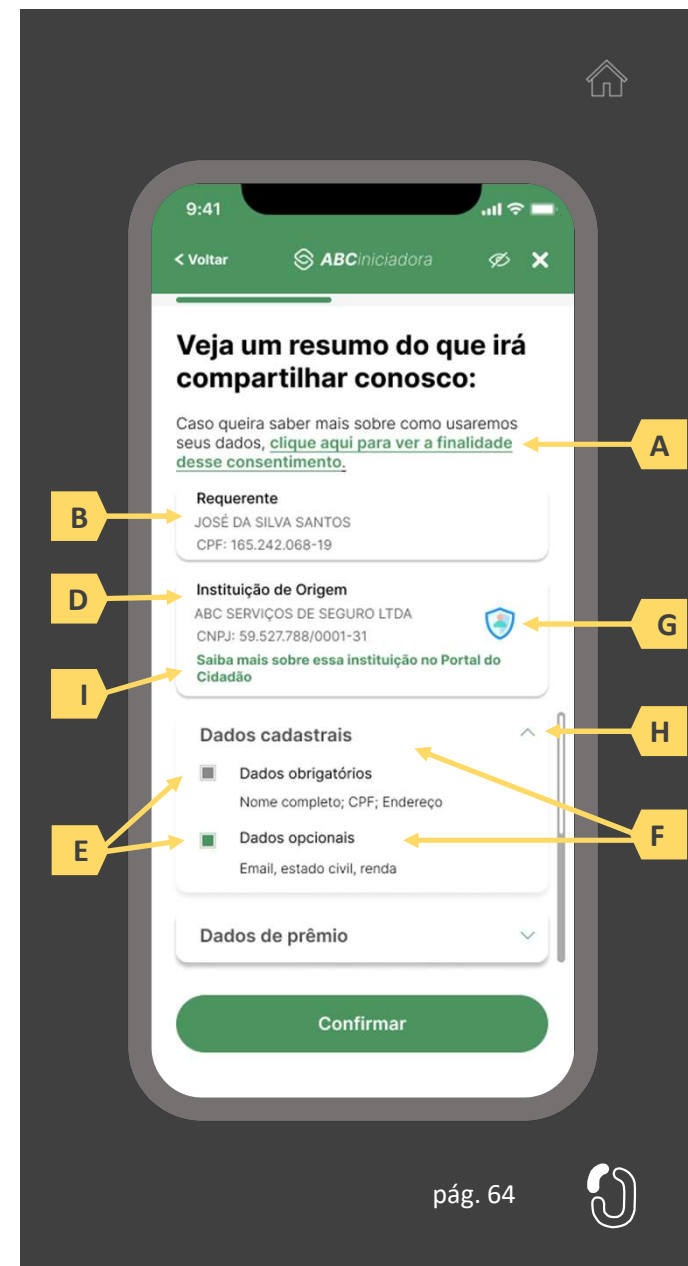 9:41
< Voltar
ABCiniciadora
Veja um resumo do que irá
compartilhar conosco:
Caso queira saber mais sobre como usaremos
seus dados, clique aqui para ver a finalidade
desse consentimento.
A
Requerente
B
JOSÉ DA SILVA SANTOS
CPF: 165.242.068-19
Instituição de Origem
D
ABC SERVIÇOS DE SEGURO LTDA
G
CNPJ: 59.527.788/0001-31
Saiba mais sobre essa instituição no Portal do
Cidadão
I
Dados cadastrais
H
Dados obrigatórios
Nome completo; CPF; Endereço
Dados opcionais
E
F
Email, estado civil, renda
Dados de prêmio
Confirmar
pág. 64